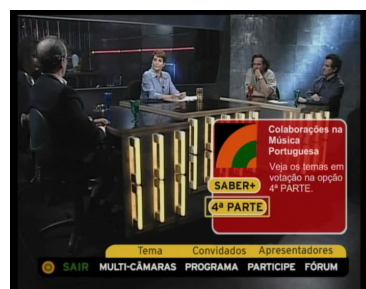 Colaborações na
Música
Portuguesa
Veja os temas em
votação na opção
4ª PARTE.
SABER+
4ª PARTE
Tema Convidados Apresentadores
SAIR MULTI-CÂMARAS PROGRAMA PARTICIPE FÓRUM